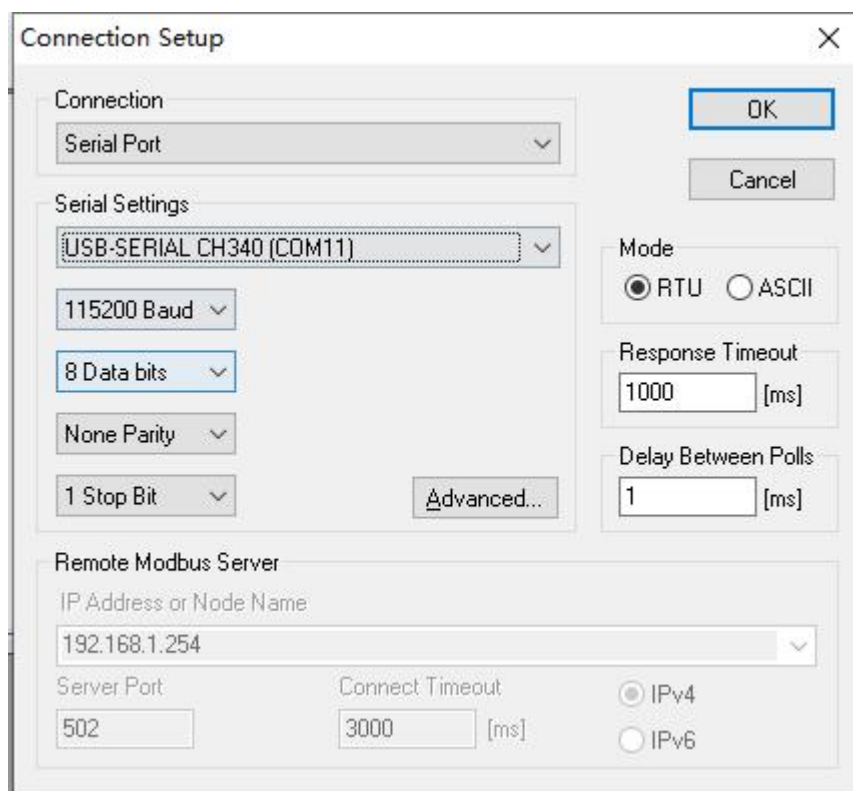 Connection Setup
Connection
Serial Port
OK
Cancel
Serial Settings
USB-SERIAL CH340 (COM11)
115200 Baud
8 Data bits
None Parity
1 Stop Bit
Advanced...
Mode
RTU ASCII
Response Timeout
1000 [ms]
Delay Between Polls
1 [ms]
Remote Modbus Server
IP Address or Node Name
192.168.1.254
Server Port Connect Timeout
502 3000 [ms]
IPv4
IPv6